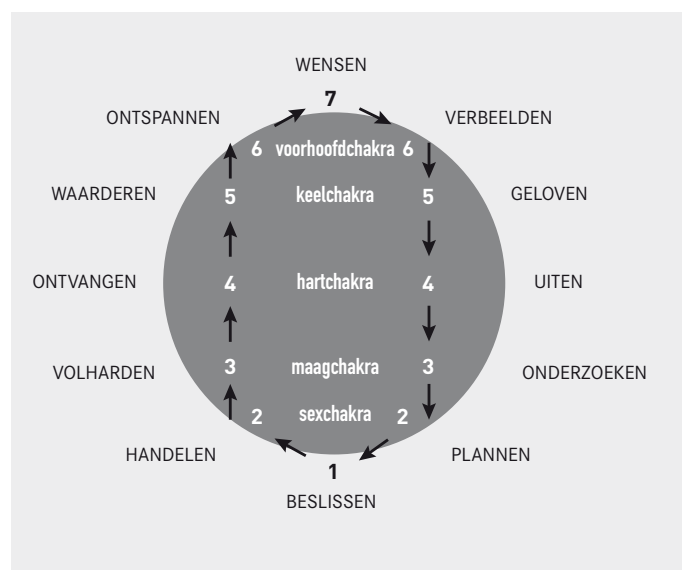 WENSEN
7
ONTSPANNEN VERBEELDEN
6 voorhoofdchakra 6
WAARDEREN 5 keelchakra 5 GELOVEN
ONTVANGEN 4 hartchakra 4 UITEN
VOLHARDEN 3 maagchakra 3 ONDERZOEKEN
2 sexchakra 2
HANDELEN PLANNEN
1
BESLISSEN